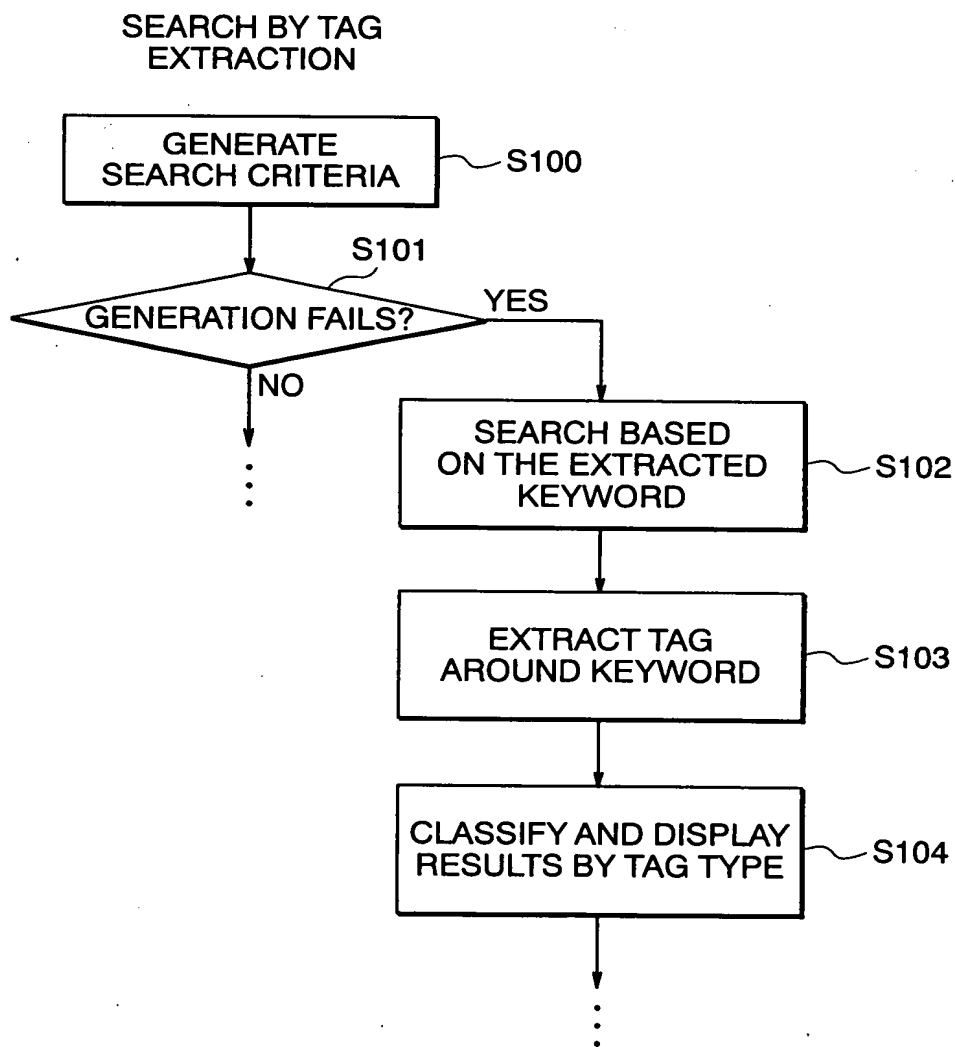 SEARCH BY TAG
EXTRACTION
GENERATE
SEARCH CRITERIA
S100
S101
GENERATION FAILS?
YES
NO
SEARCH BASED
ON THE EXTRACTED
KEYWORD
S102
EXTRACT TAG
AROUND KEYWORD
S103
CLASSIFY AND DISPLAY
RESULTS BY TAG TYPE
S104